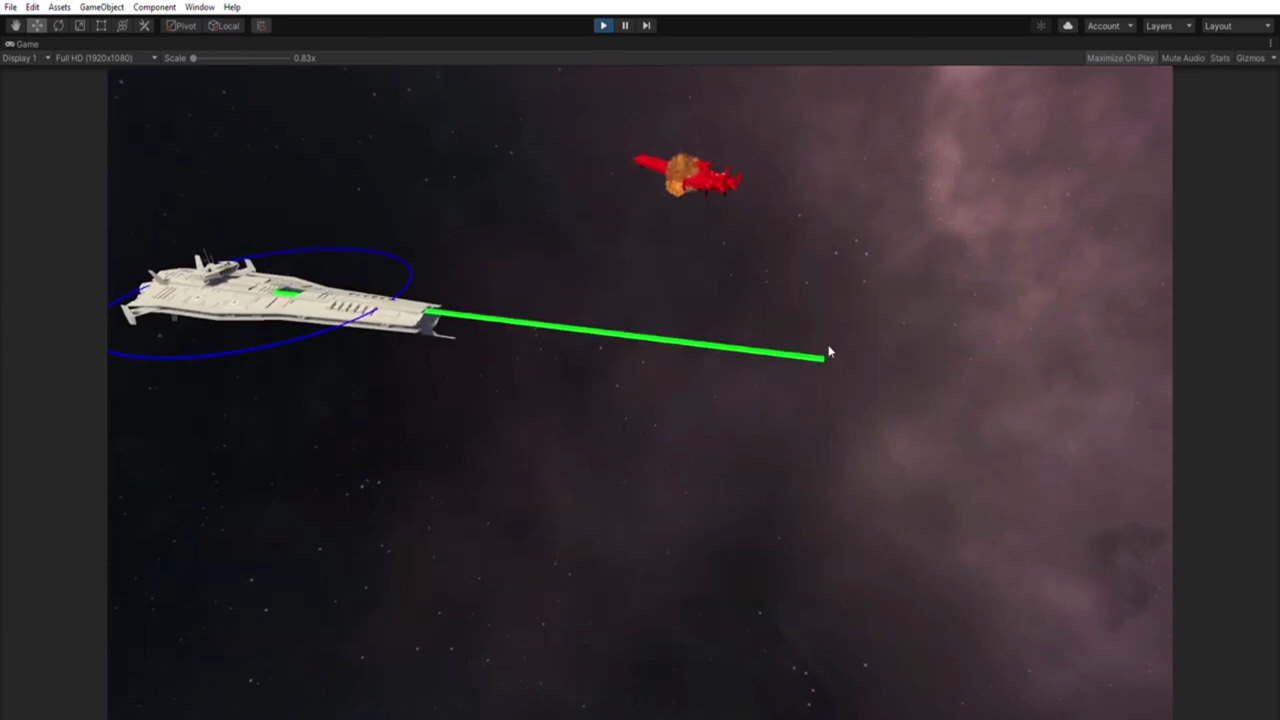 File Edit Assets GameObject Component Window Help
Pivot Local Account Layers Layout
Game
Display 1 Full HD (1920x1080) Scale 0.83x Maximize On Play Mute Audio Stats Gizmos